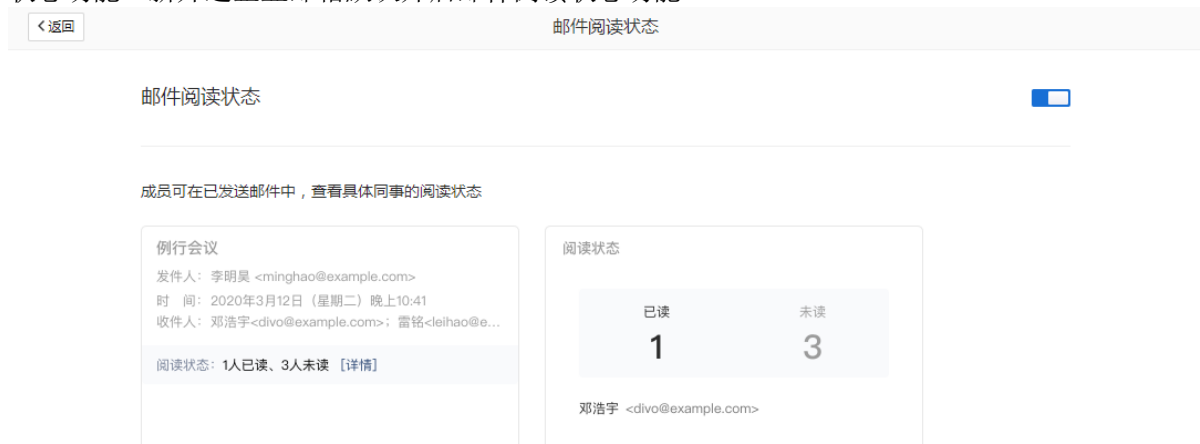 返回
邮件阅读状态
邮件阅读状态
成员可在已发送邮件中，查看具体同事的阅读状态
例行会议
发件人：李明昊 <minghao@example.com>
时 间：2020年3月12日（星期二）晚上10:41
收件人：邓浩宇<divo@example.com>；雷铭<leihao@e...
阅读状态：1人已读、3人未读 [详情]
阅读状态
已读 未读
1 3
邓浩宇 <divo@example.com>